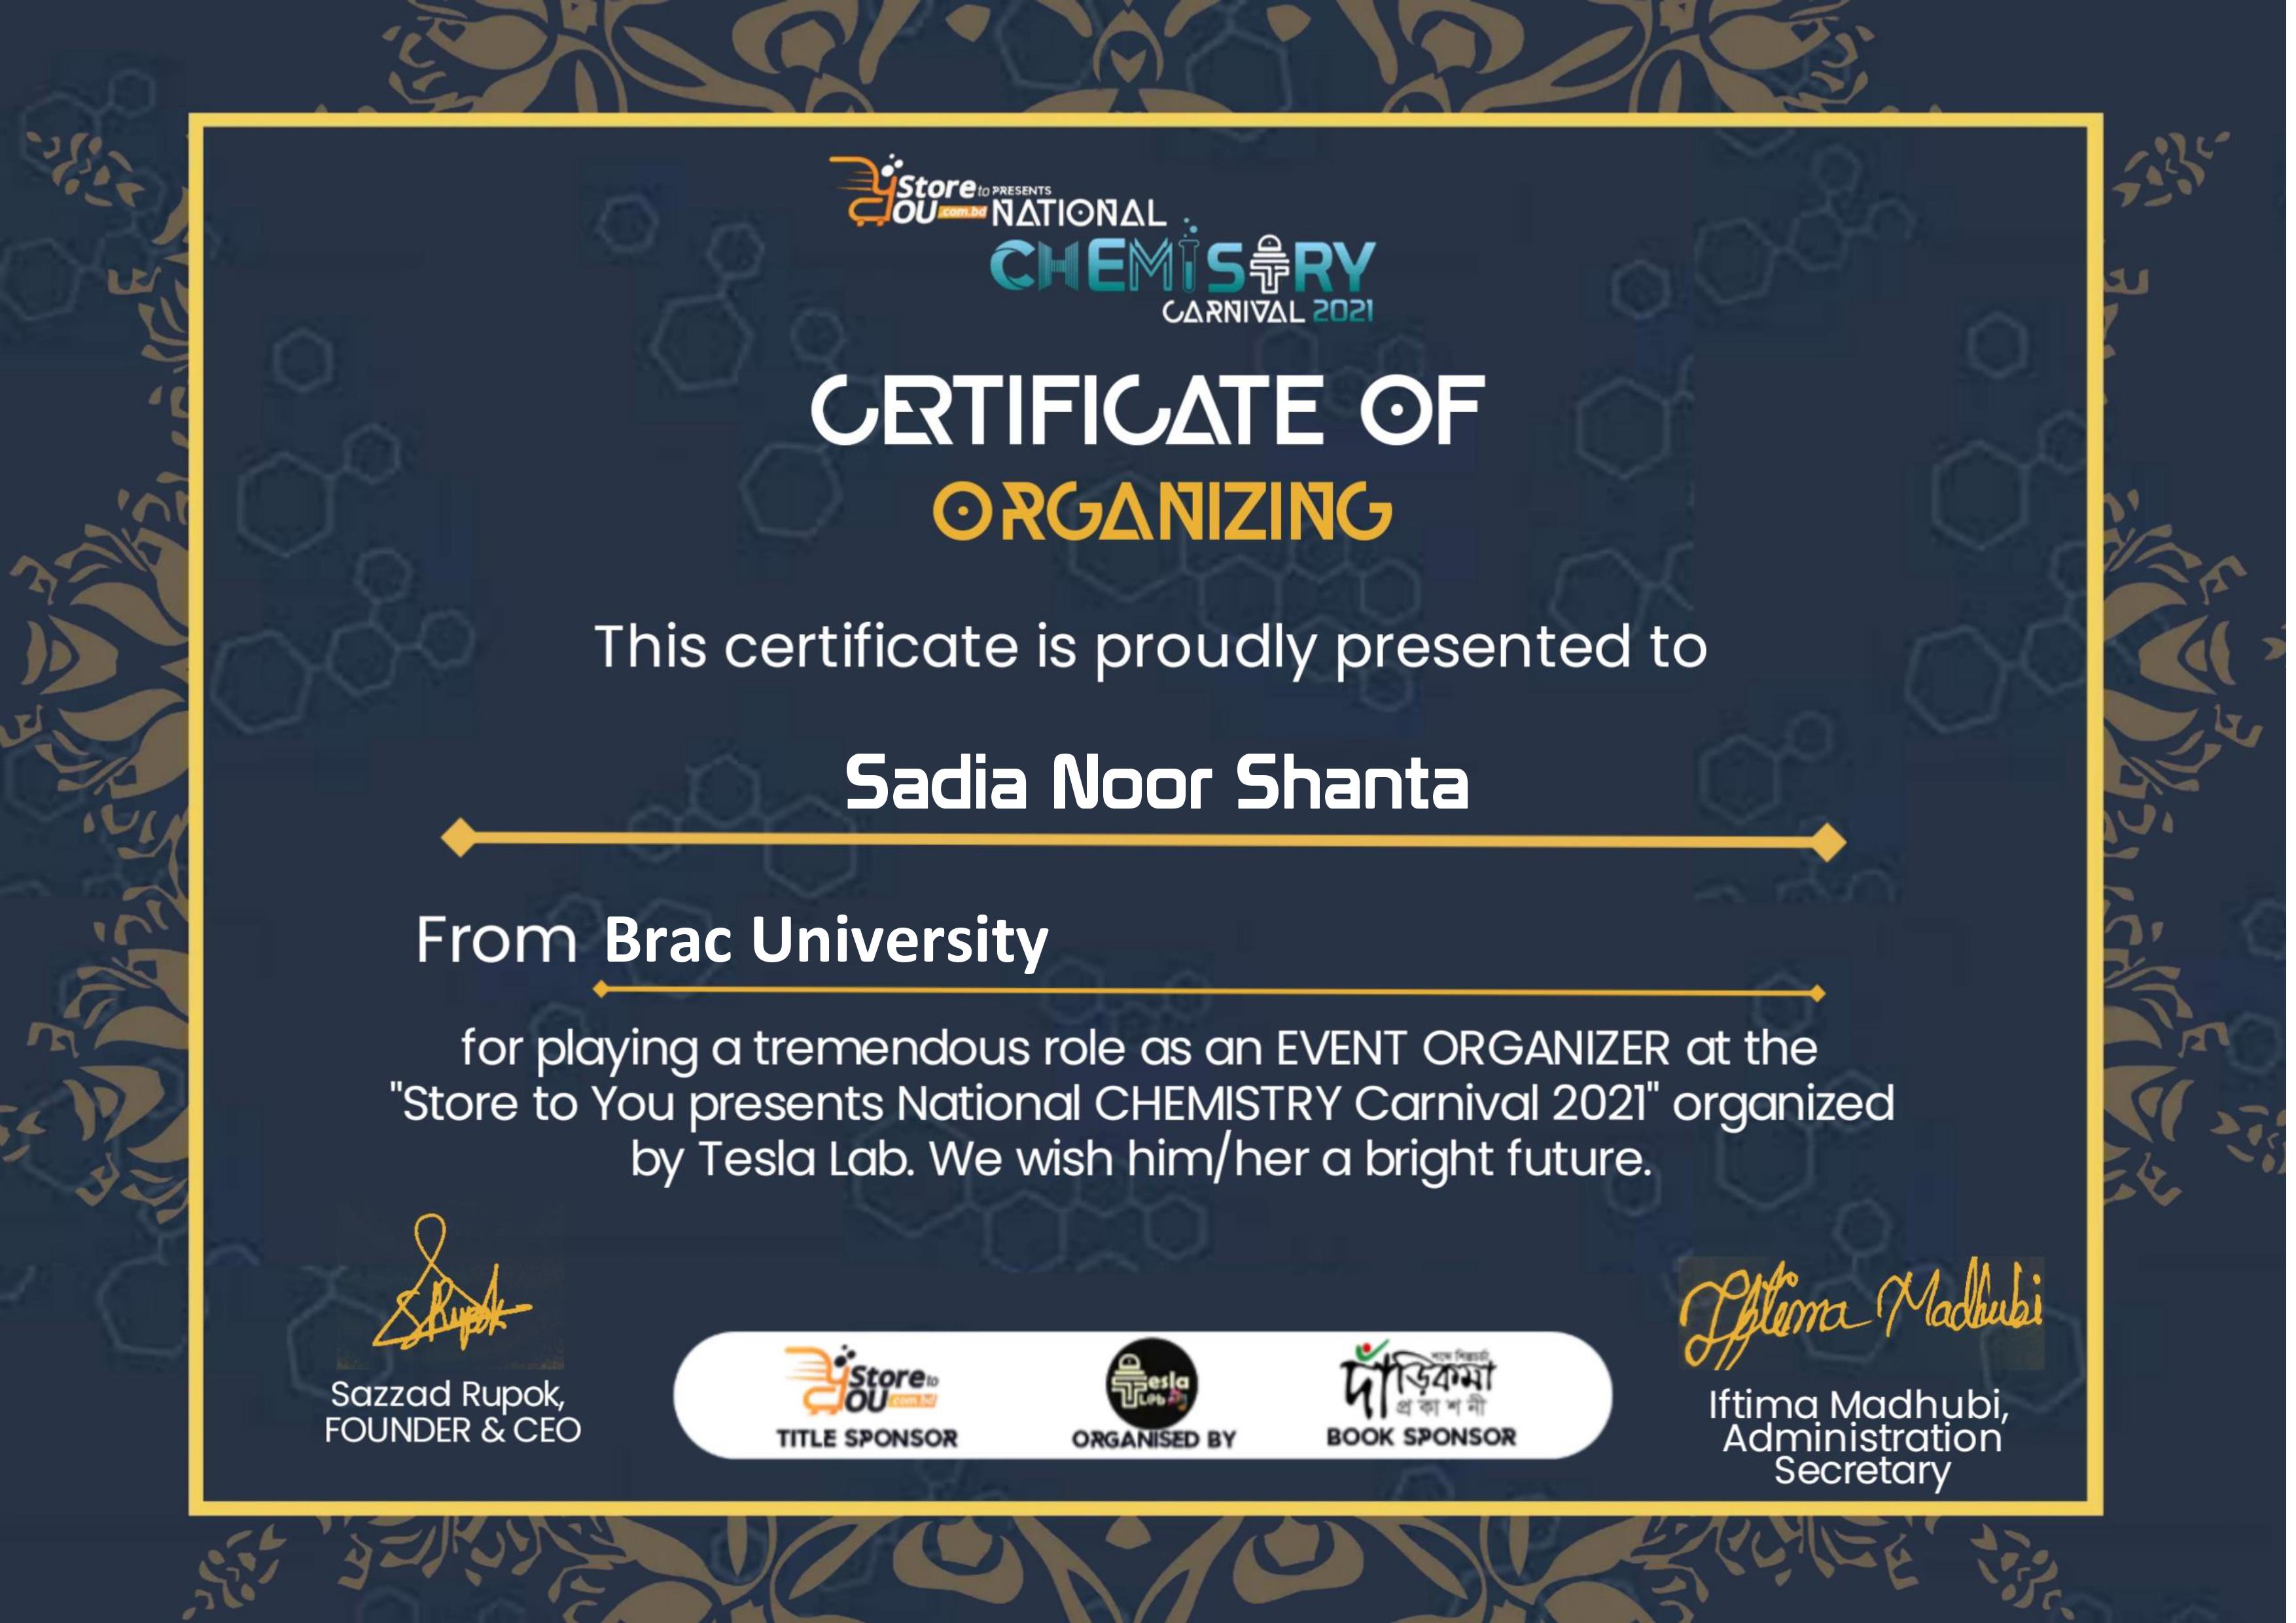 Store to PRESENTS
YOU .com.bd NATIONAL
CHEMISTRY
CARNIVAL 2021
CERTIFICATE OF
ORGANIZING
This certificate is proudly presented to
Sadia Noor Shanta
From Brac University
for playing a tremendous role as an EVENT ORGANIZER at the
"Store to You presents National CHEMISTRY Carnival 2021" organized
by Tesla Lab. We wish him/her a bright future.
SRupok
Iftima Madhubi
Sazzad Rupok,
FOUNDER & CEO
Iftima Madhubi,
Administration
Secretary
Store to
YOU .com.bd
TITLE SPONSOR
Tesla
Lab
ORGANISED BY
দাঁড়িকমা
প্রকাশনী
BOOK SPONSOR